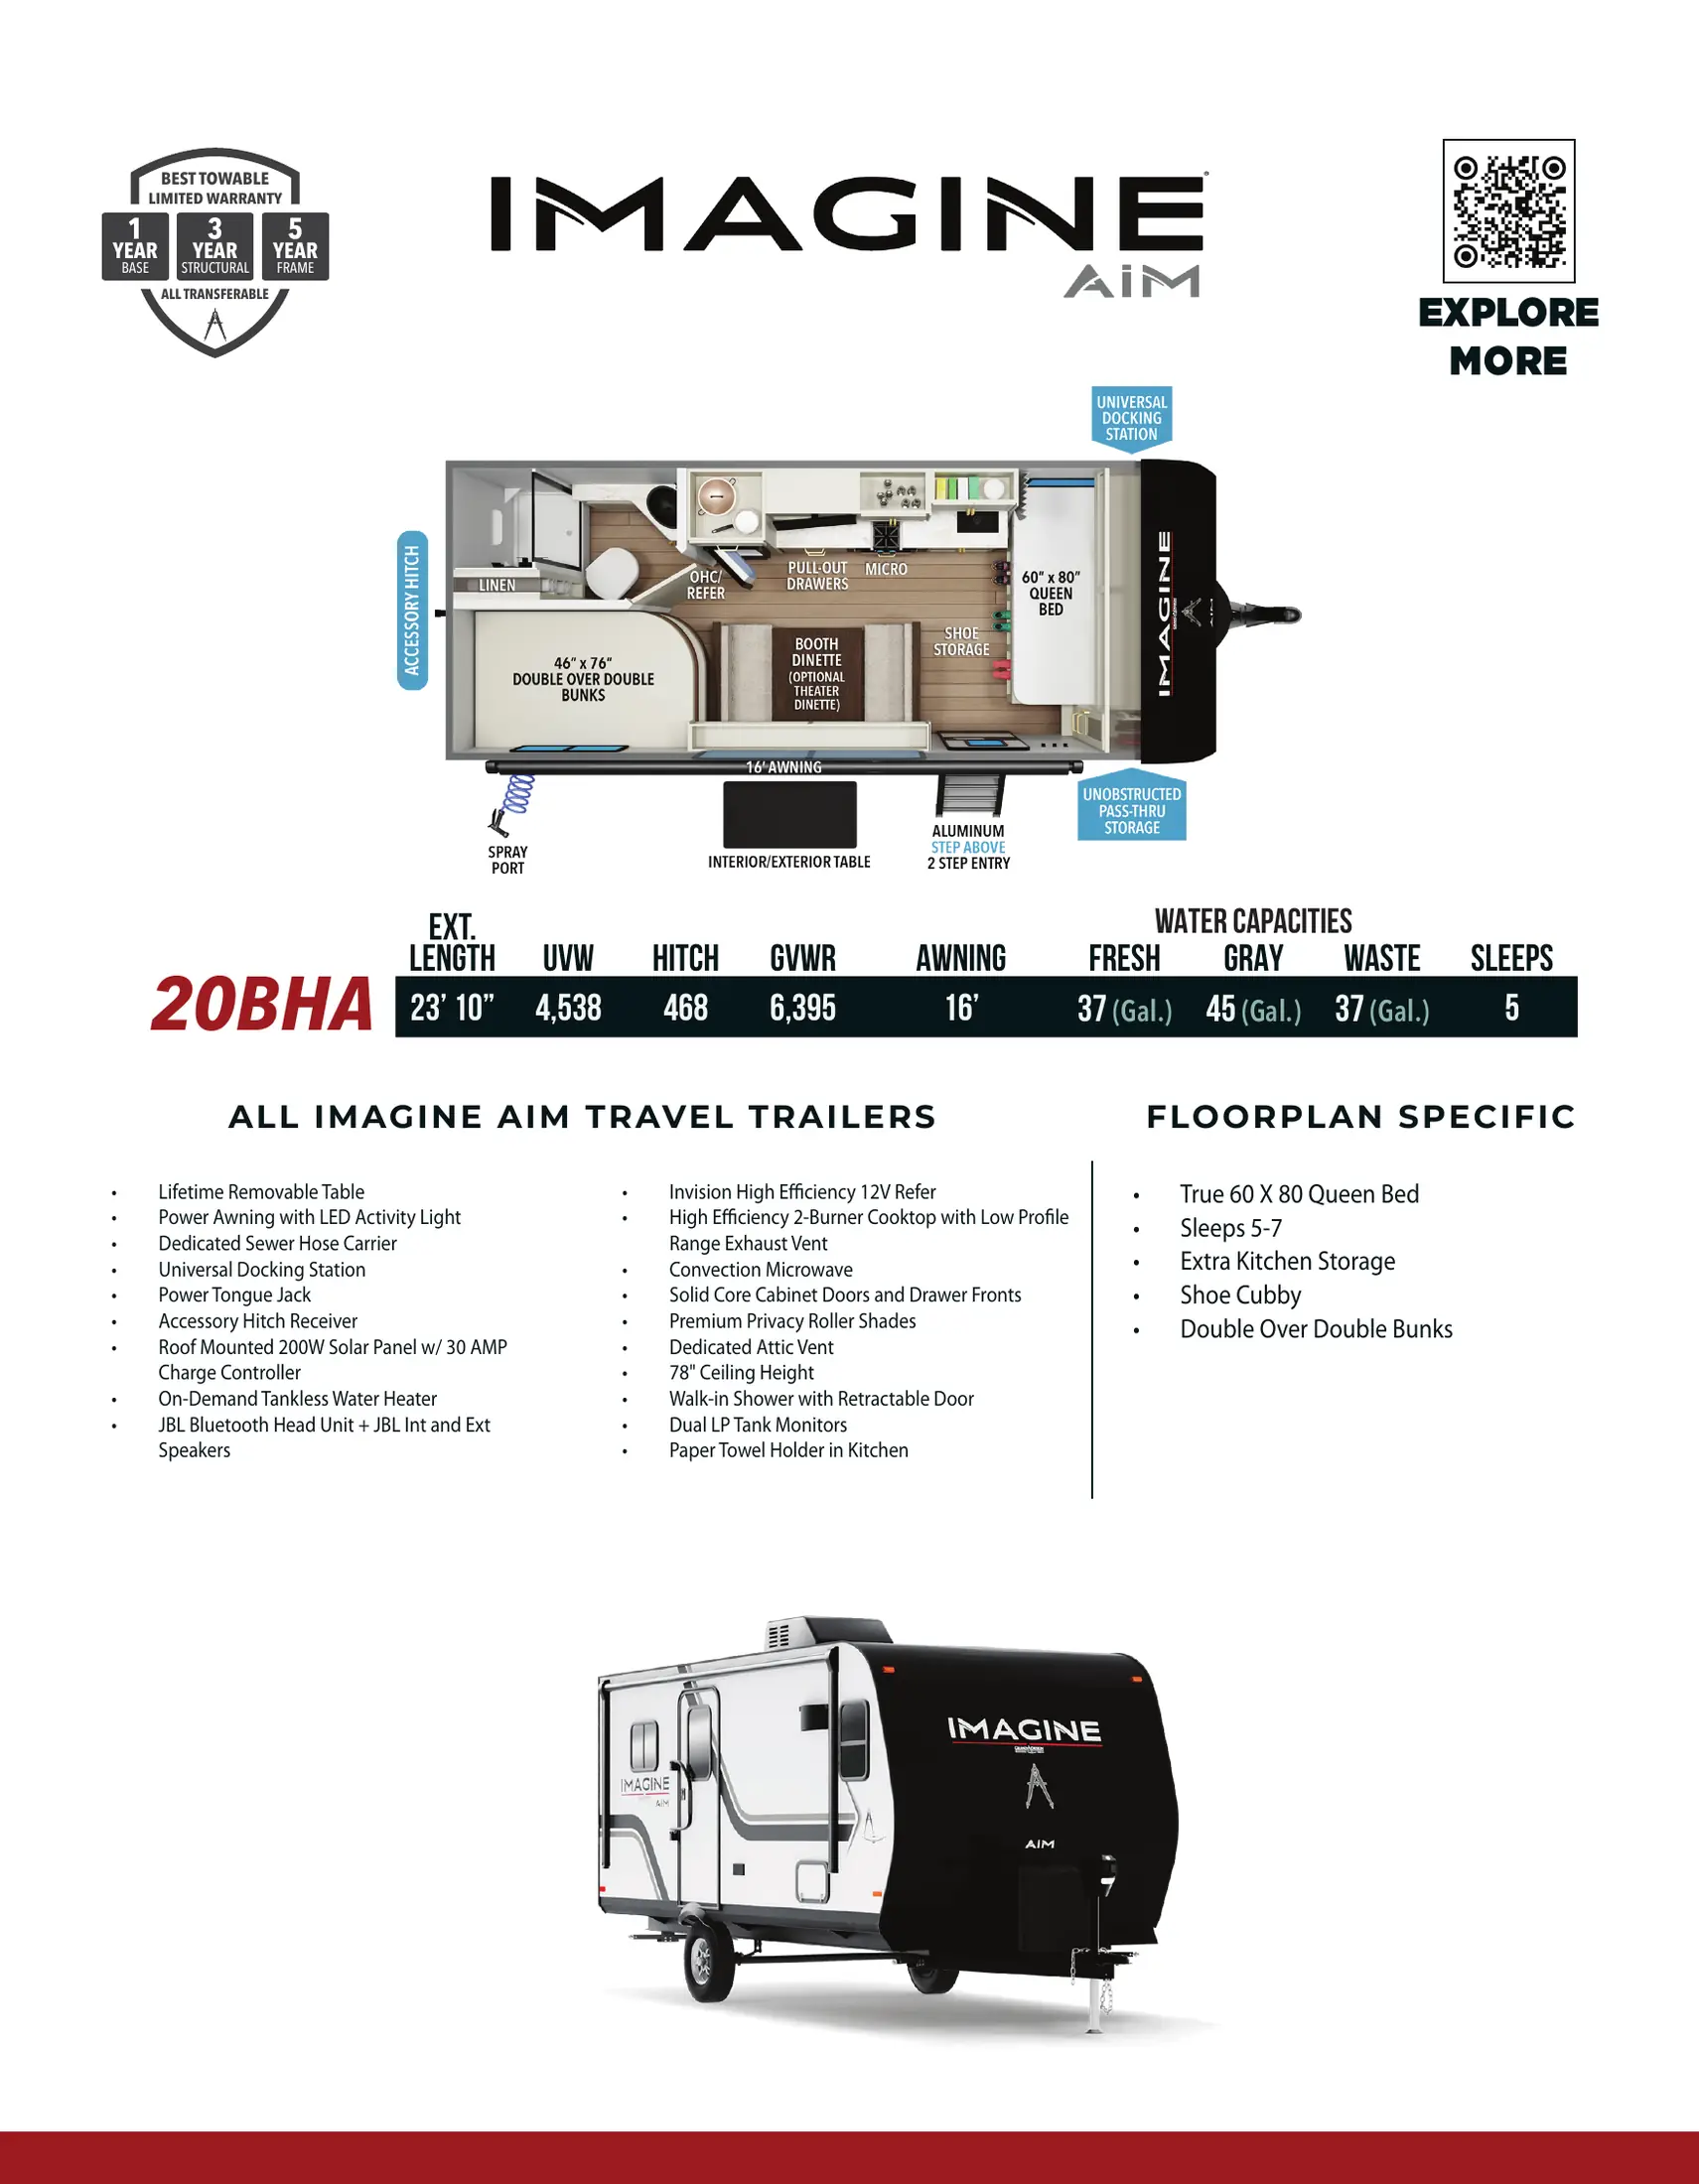 BEST TOWABLE
LIMITED WARRANTY
1 YEAR BASE
3 YEAR STRUCTURAL
5 YEAR FRAME
ALL TRANSFERABLE
IMAGINE®
AiM
EXPLORE
MORE
UNIVERSAL
DOCKING
STATION
ACCESSORY HITCH
LINEN
OHC/
REFER
PULL-OUT
DRAWERS
MICRO
60" x 80"
QUEEN
BED
SHOE
STORAGE
BOOTH
DINETTE
(OPTIONAL
THEATER
DINETTE)
46" x 76"
DOUBLE OVER DOUBLE
BUNKS
IMAGINE
AiM
16' AWNING
SPRAY
PORT
INTERIOR/EXTERIOR TABLE
ALUMINUM
STEP ABOVE
2 STEP ENTRY
UNOBSTRUCTED
PASS-THRU
STORAGE
WATER CAPACITIES
EXT. LENGTH UVW HITCH GVWR AWNING FRESH GRAY WASTE SLEEPS
20BHA 23' 10" 4,538 468 6,395 16' 37 (Gal.) 45 (Gal.) 37 (Gal.) 5
ALL IMAGINE AIM TRAVEL TRAILERS
• Lifetime Removable Table
• Power Awning with LED Activity Light
• Dedicated Sewer Hose Carrier
• Universal Docking Station
• Power Tongue Jack
• Accessory Hitch Receiver
• Roof Mounted 200W Solar Panel w/ 30 AMP
Charge Controller
• On-Demand Tankless Water Heater
• JBL Bluetooth Head Unit + JBL Int and Ext
Speakers
• Invision High Efficiency 12V Refer
• High Efficiency 2-Burner Cooktop with Low Profile
Range Exhaust Vent
• Convection Microwave
• Solid Core Cabinet Doors and Drawer Fronts
• Premium Privacy Roller Shades
• Dedicated Attic Vent
• 78" Ceiling Height
• Walk-in Shower with Retractable Door
• Dual LP Tank Monitors
• Paper Towel Holder in Kitchen
FLOORPLAN SPECIFIC
• True 60 X 80 Queen Bed
• Sleeps 5-7
• Extra Kitchen Storage
• Shoe Cubby
• Double Over Double Bunks
IMAGINE
AiM
IMAGINE
AiM